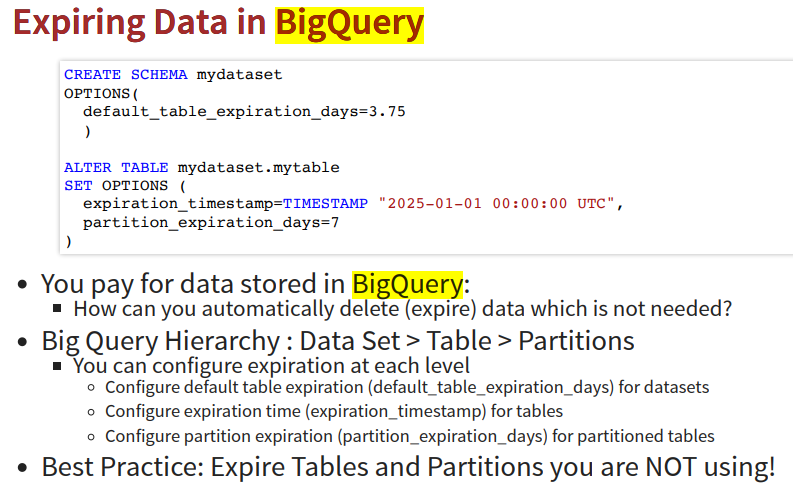 Expiring Data in BigQuery
CREATE SCHEMA mydataset
OPTIONS(
default_table_expiration_days=3.75
)
ALTER TABLE mydataset.mytable
SET OPTIONS (
expiration_timestamp=TIMESTAMP "2025-01-01 00:00:00 UTC",
partition_expiration_days=7
)
You pay for data stored in BigQuery:
How can you automatically delete (expire) data which is not needed?
Big Query Hierarchy : Data Set > Table > Partitions
You can configure expiration at each level
Configure default table expiration (default_table_expiration_days) for datasets
Configure expiration time (expiration_timestamp) for tables
Configure partition expiration (partition_expiration_days) for partitioned tables
Best Practice: Expire Tables and Partitions you are NOT using!